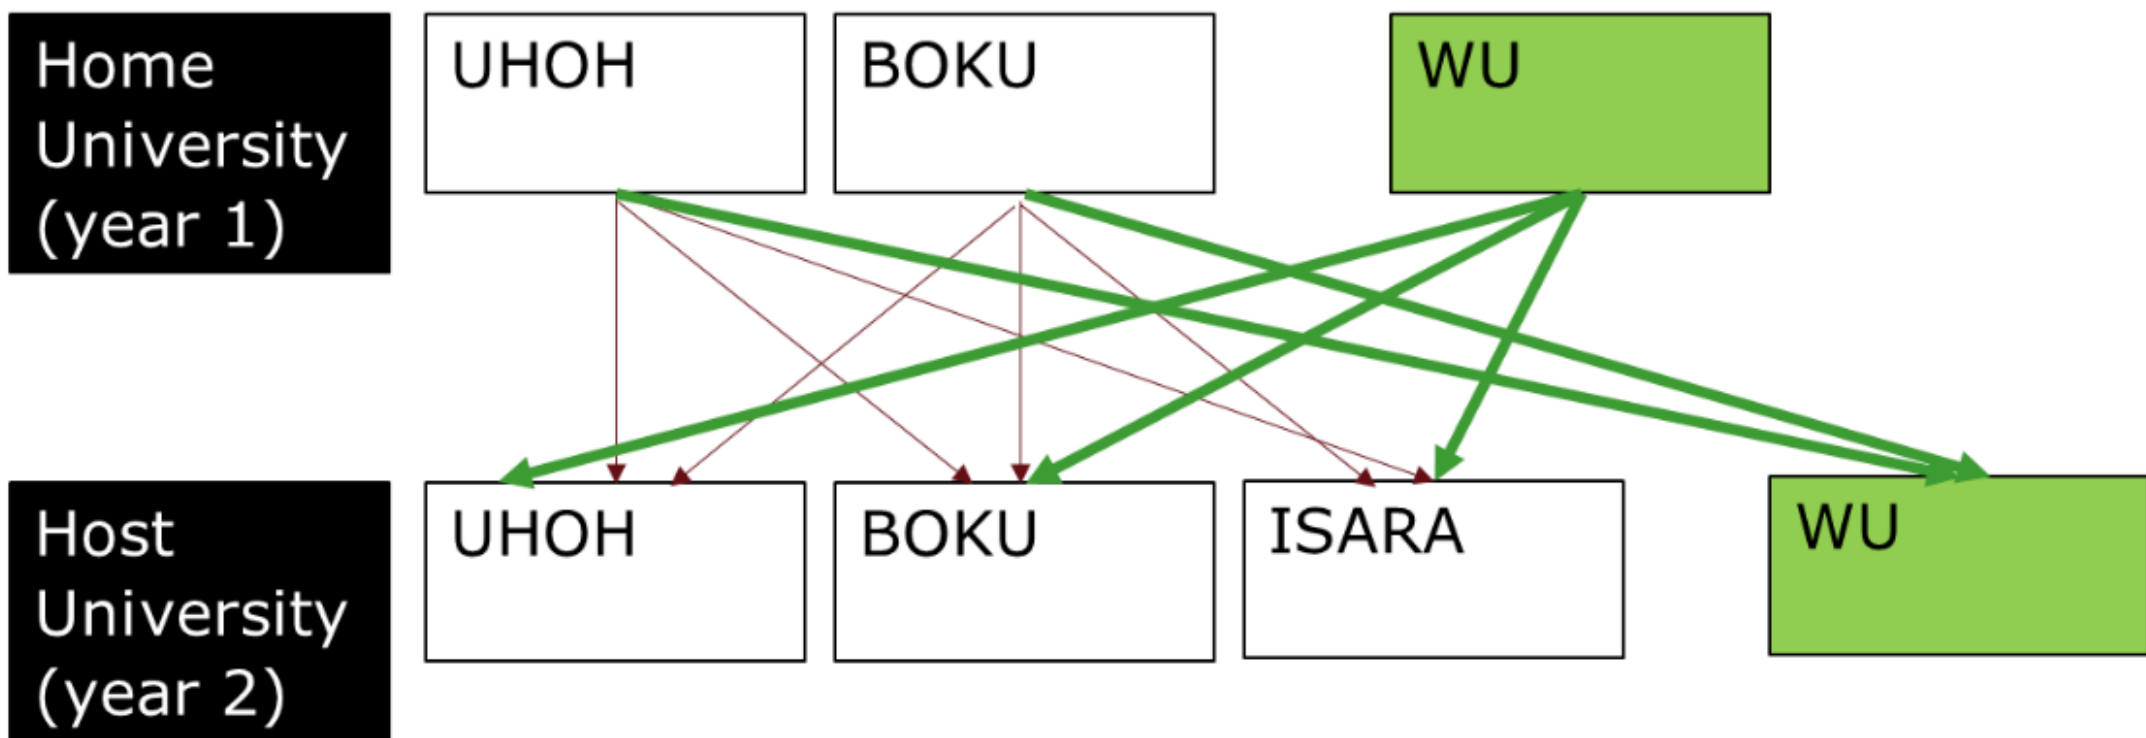 Home
University
(year 1)
UHOH
BOKU
WU
Host
University
(year 2)
UHOH
BOKU
ISARA
WU